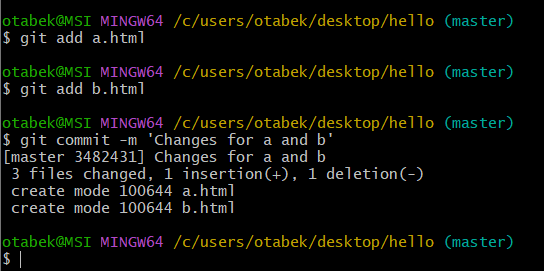 otabek@MSI MINGW64 /c/users/otabek/desktop/hello (master)
$ git add a.html
otabek@MSI MINGW64 /c/users/otabek/desktop/hello (master)
$ git add b.html
otabek@MSI MINGW64 /c/users/otabek/desktop/hello (master)
$ git commit -m 'Changes for a and b'
[master 3482431] Changes for a and b
 3 files changed, 1 insertion(+), 1 deletion(-)
 create mode 100644 a.html
 create mode 100644 b.html
otabek@MSI MINGW64 /c/users/otabek/desktop/hello (master)
$